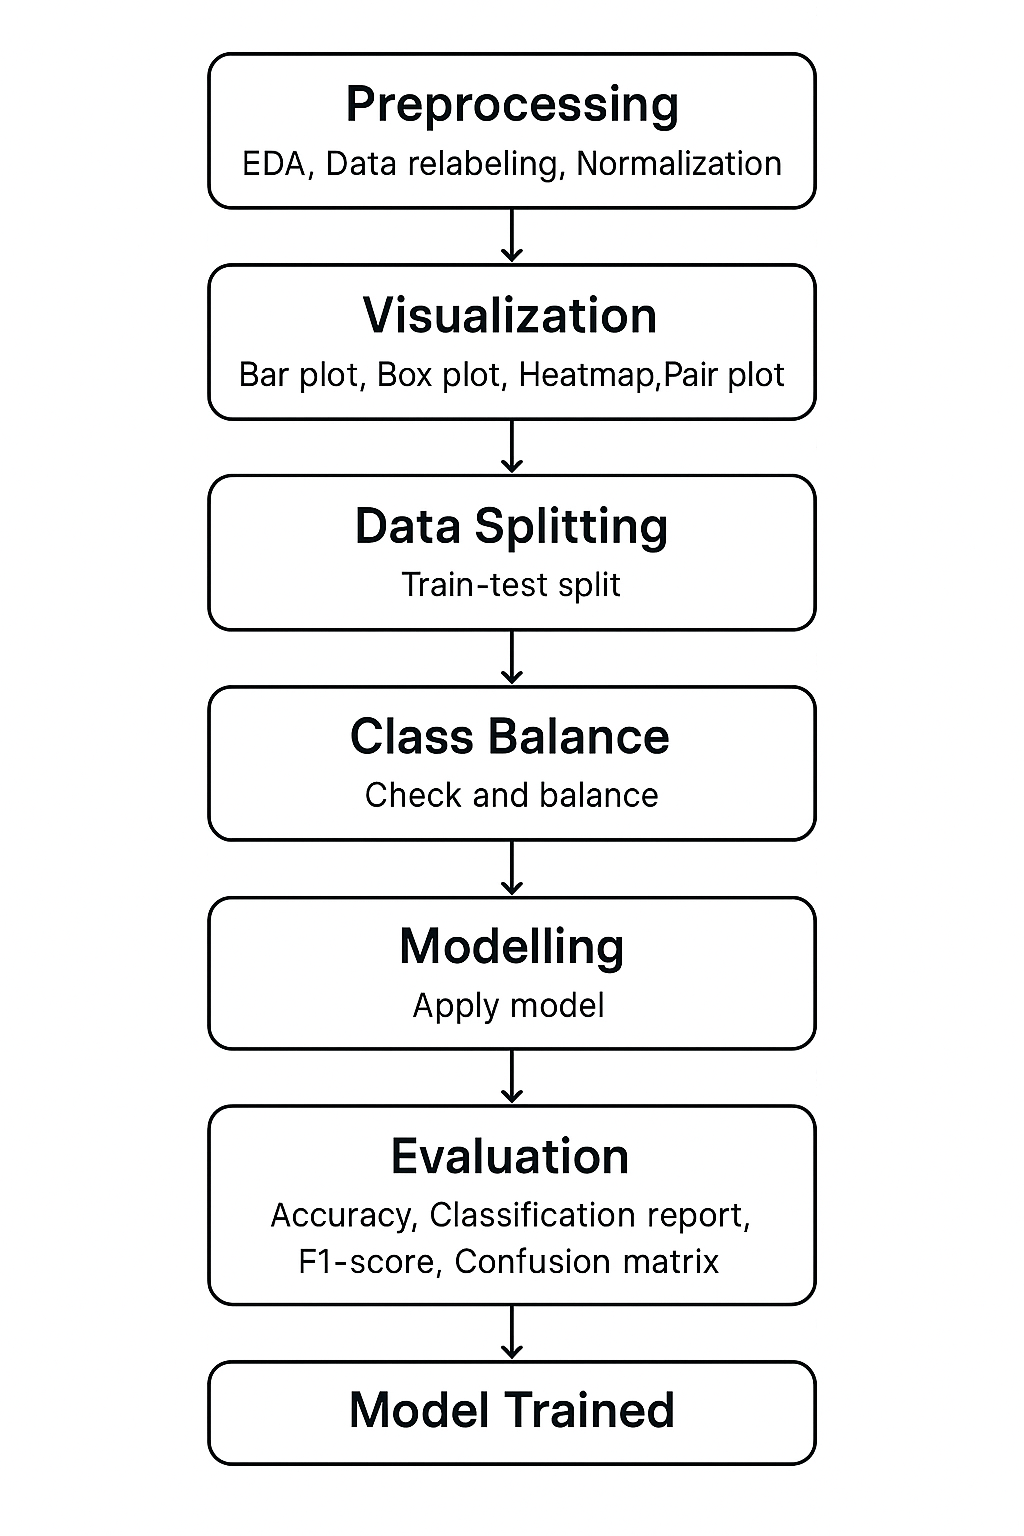 Preprocessing
EDA, Data relabeling, Normalization
Visualization
Bar plot, Box plot, Heatmap,Pair plot
Data Splitting
Train-test split
Class Balance
Check and balance
Modelling
Apply model
Evaluation
Accuracy, Classification report,
F1-score, Confusion matrix
Model Trained